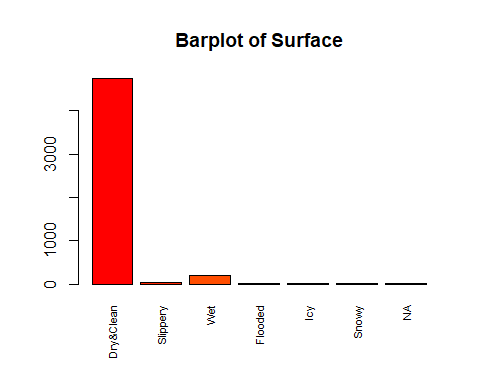 Barplot of Surface
3000
1000
0
Dry&Clean
Slippery
Wet
Flooded
Icy
Snowy
NA